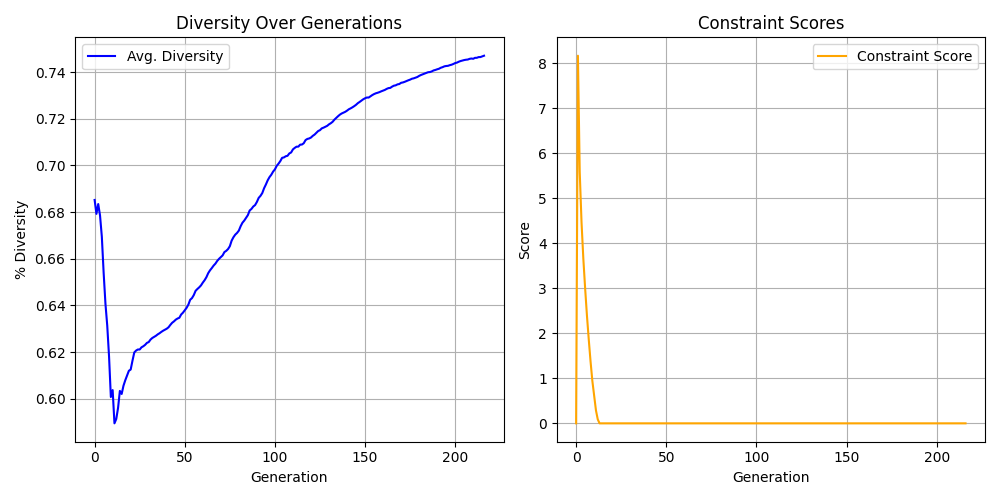 Diversity Over Generations
Avg. Diversity
% Diversity
0.74
0.72
0.70
0.68
0.66
0.64
0.62
0.60
0 50 100 150 200
Generation
Constraint Scores
Constraint Score
Score
8
7
6
5
4
3
2
1
0
0 50 100 150 200
Generation